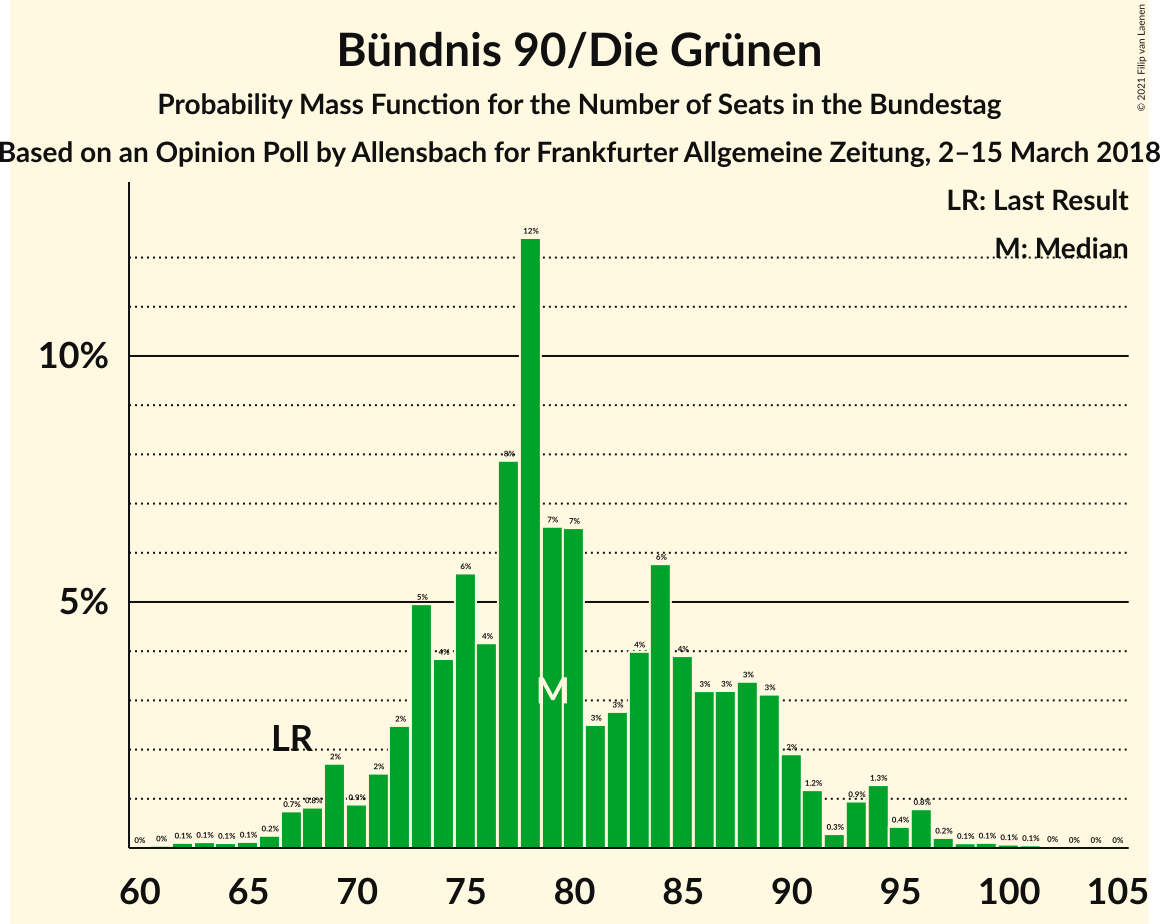 Bündnis 90/Die Grünen
© 2021 Filip van Laenen
Probability Mass Function for the Number of Seats in the Bundestag
Based on an Opinion Poll by Allensbach for Frankfurter Allgemeine Zeitung, 2–15 March 2018
LR: Last Result
M: Median
10%
5%
LR
M
0% 0% 0.1% 0.1% 0.1% 0.1% 0.2% 0.7% 0.8% 2% 0.9% 2% 2% 5% 4% 6% 4% 8% 12% 7% 7% 3% 3% 4% 6% 4% 3% 3% 3% 3% 2% 1.2% 0.3% 0.9% 1.3% 0.4% 0.8% 0.2% 0.1% 0.1% 0.1% 0.1% 0% 0% 0% 0%
60 65 70 75 80 85 90 95 100 105